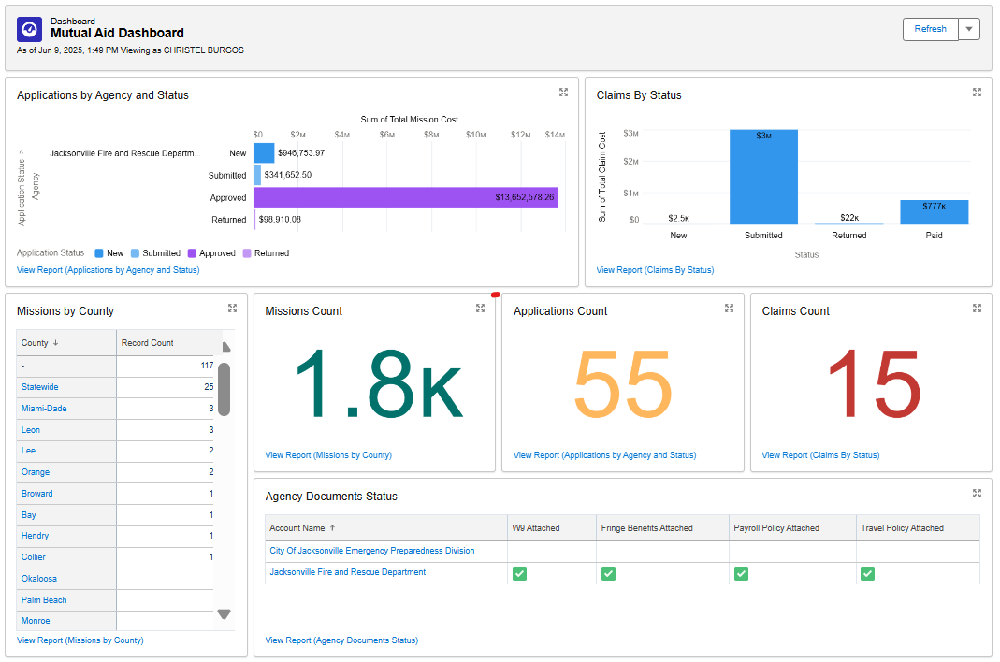 Dashboard
Mutual Aid Dashboard
As of Jun 9, 2025, 1:49 PM·Viewing as CHRISTEL BURGOS
Refresh
Applications by Agency and Status
Sum of Total Mission Cost
$0 $2M $4M $6M $8M $10M $12M $14M
Application Status ^
Agency
Jacksonville Fire and Rescue Departm...
New $946,753.97
Submitted $341,652.50
Approved $13,652,578.26
Returned $98,910.08
Application Status New Submitted Approved Returned
View Report (Applications by Agency and Status)
Claims By Status
Sum of Total Claim Cost
$3M
$2M
$1M
$0
$2.5K $3M $22K $777K
New Submitted Returned Paid
Status
View Report (Claims By Status)
Missions by County
County ↓ Record Count
- 117
Statewide 25
Miami-Dade 3
Leon 3
Lee 2
Orange 2
Broward 1
Bay 1
Hendry 1
Collier 1
Okaloosa
Palm Beach
Monroe
View Report (Missions by County)
Missions Count
1.8K
View Report (Missions by County)
Applications Count
55
View Report (Applications by Agency and Status)
Claims Count
15
View Report (Claims By Status)
Agency Documents Status
Account Name ↑ W9 Attached Fringe Benefits Attached Payroll Policy Attached Travel Policy Attached
City Of Jacksonville Emergency Preparedness Division
Jacksonville Fire and Rescue Department
View Report (Agency Documents Status)